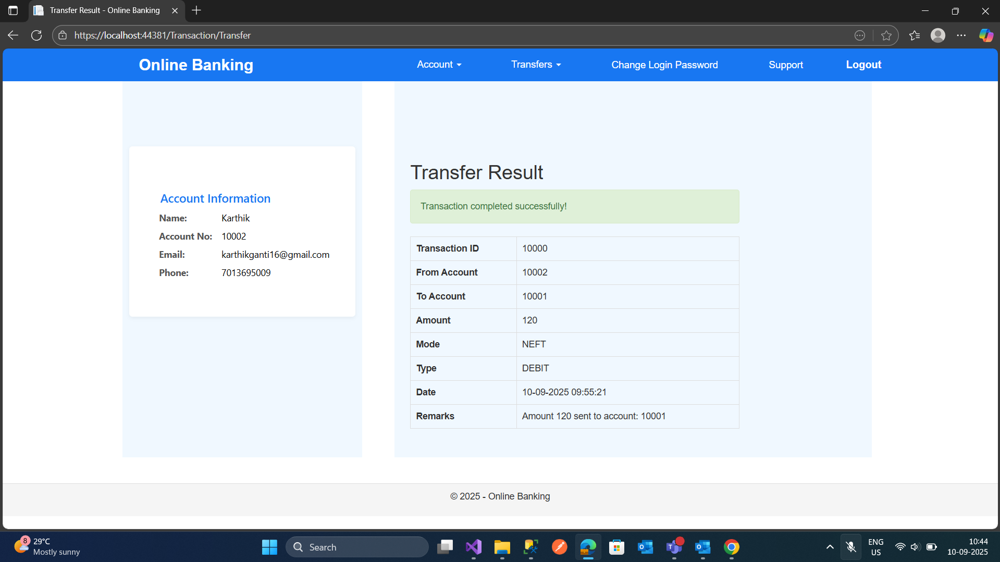 Transfer Result - Online Banking
https://localhost:44381/Transaction/Transfer
Online Banking
Account
Transfers
Change Login Password
Support
Logout
Account Information
Name: Karthik
Account No: 10002
Email: karthikganti16@gmail.com
Phone: 7013695009
Transfer Result
Transaction completed successfully!
Transaction ID 10000
From Account 10002
To Account 10001
Amount 120
Mode NEFT
Type DEBIT
Date 10-09-2025 09:55:21
Remarks Amount 120 sent to account: 10001
© 2025 - Online Banking
8
29°C
Mostly sunny
Search
ENG
US
10:44
10-09-2025